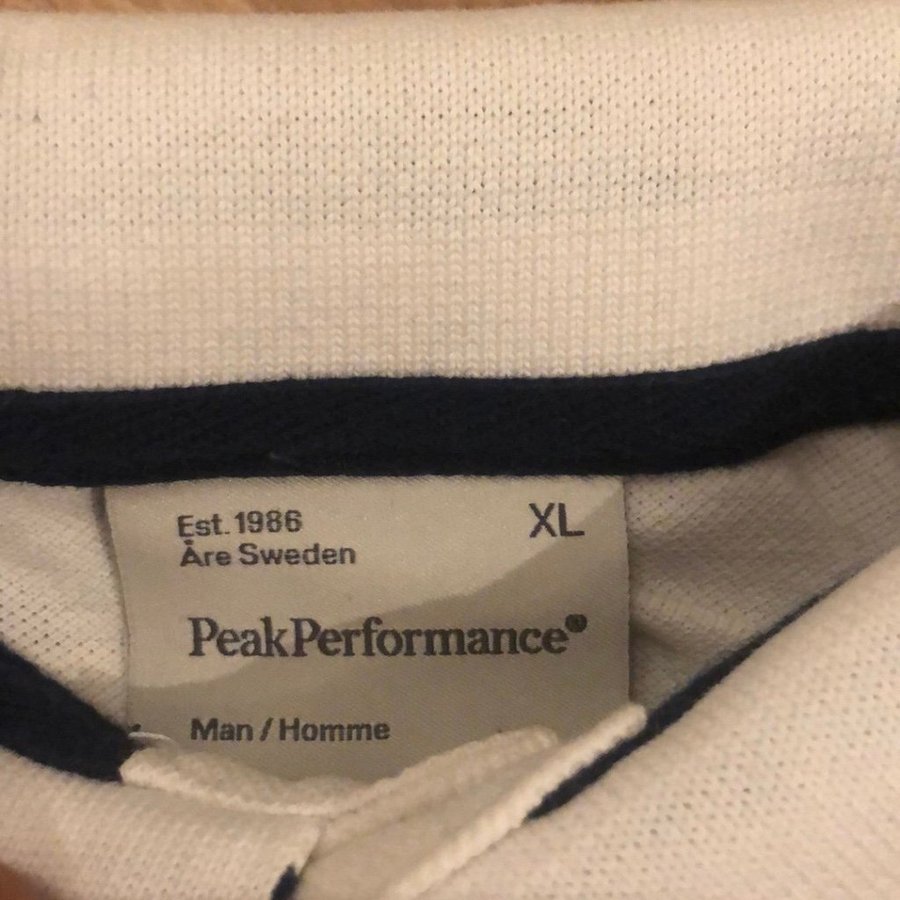 Est. 1986
XL
Åre Sweden
PeakPerformance®
Man / Homme